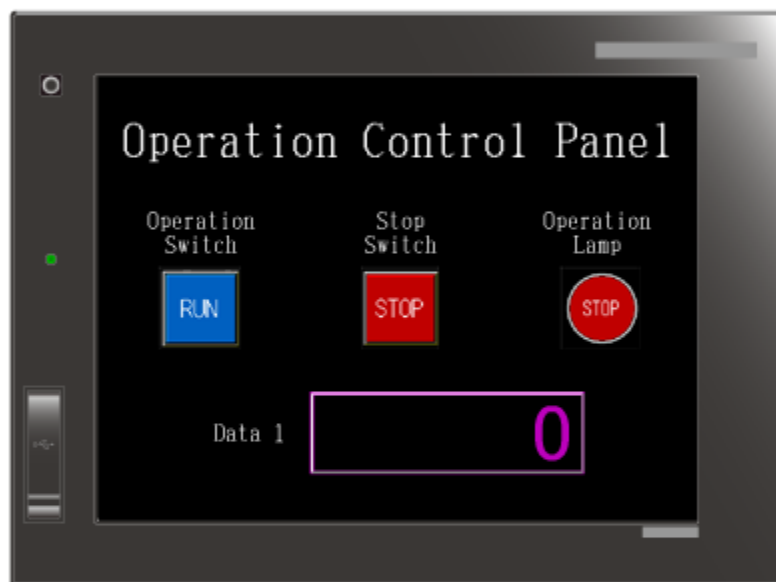 Operation Control Panel
Operation
Switch
Stop
Switch
Operation
Lamp
RUN
STOP
STOP
Data 1
0